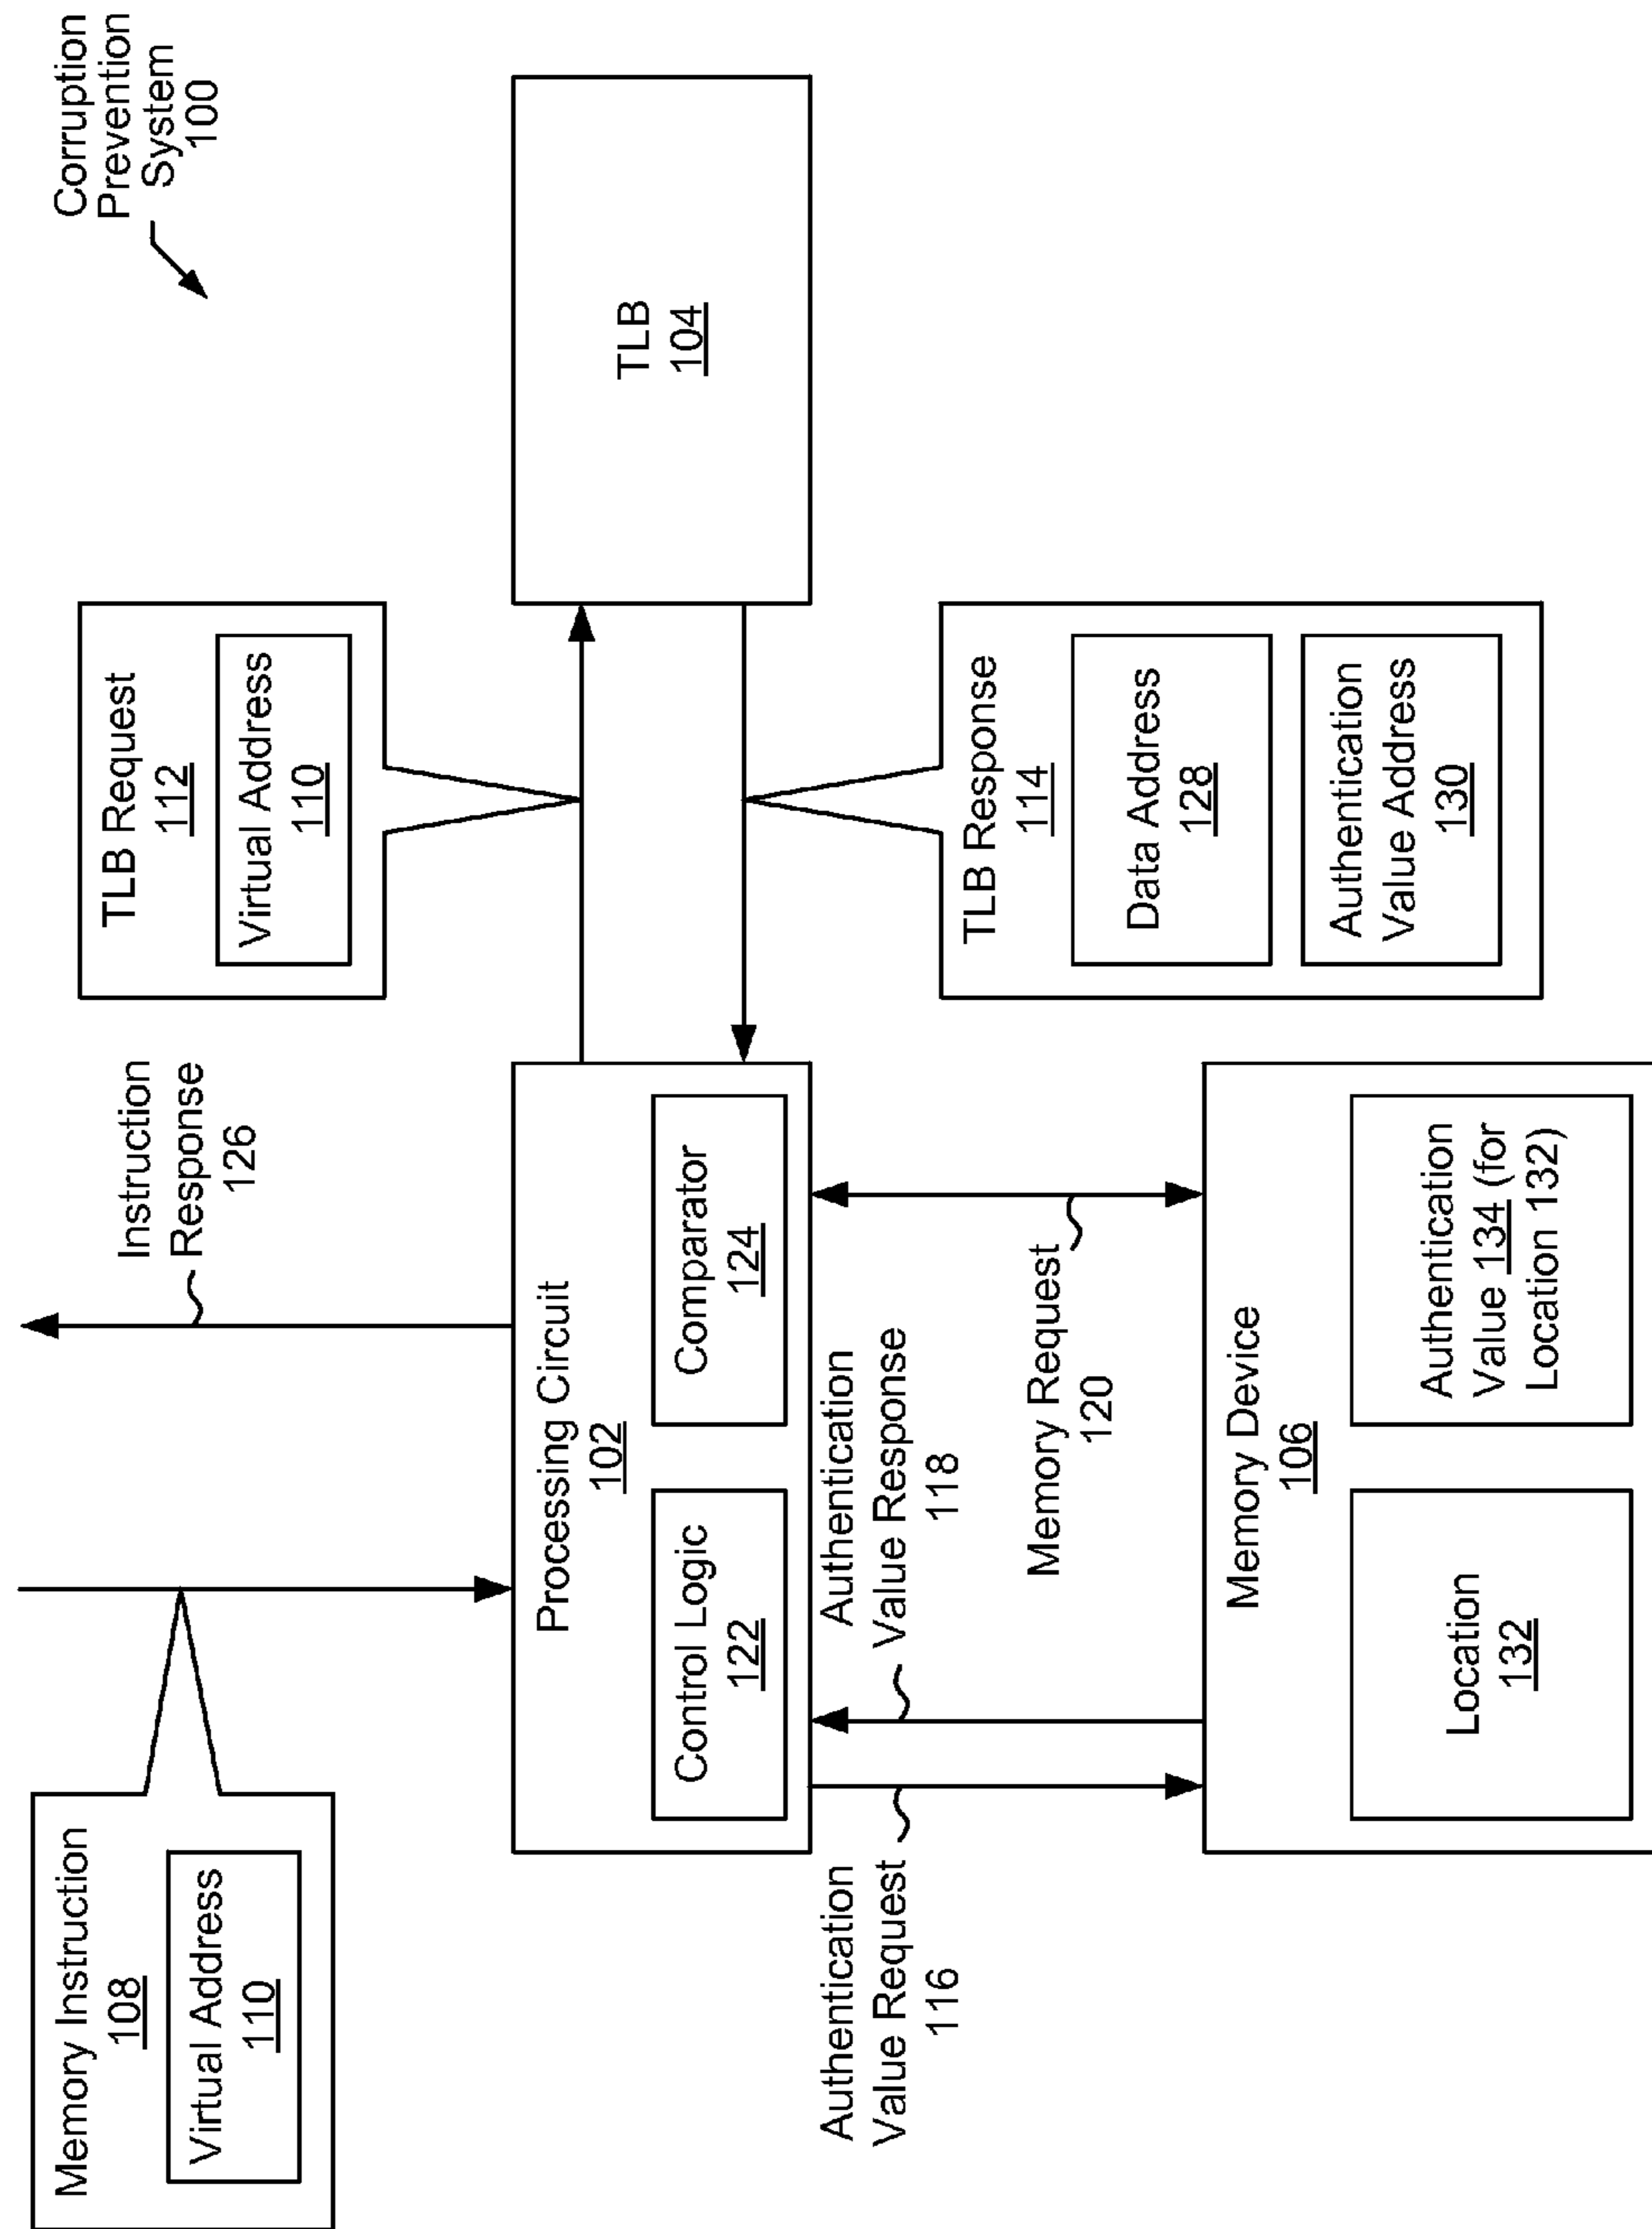 Corruption
Prevention
System
100
Memory Instruction
108
Virtual Address
110
Instruction
Response
126
TLB Request
112
Virtual Address
110
Processing Circuit
102
Control Logic
122
Comparator
124
TLB
104
Authentication
Value Request
116
Authentication
Value Response
118
Memory Request
120
TLB Response
114
Data Address
128
Authentication
Value Address
130
Memory Device
106
Location
132
Authentication
Value 134 (for
Location 132)